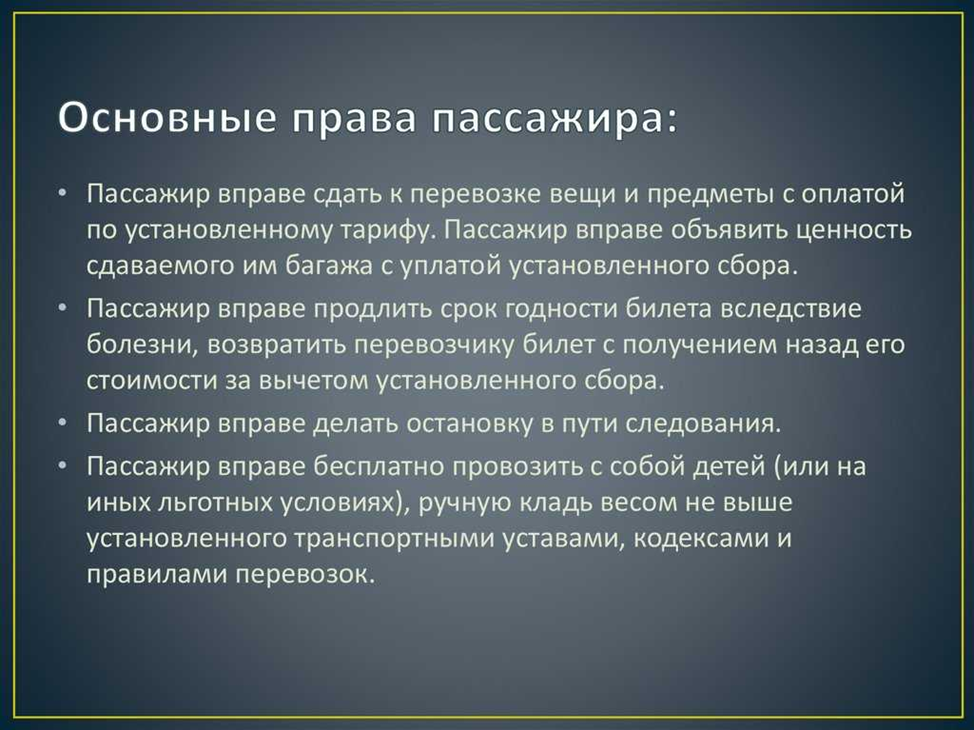 Основные права пассажира:
• Пассажир вправе сдать к перевозке вещи и предметы с оплатой
по установленному тарифу. Пассажир вправе объявить ценность
сдаваемого им багажа с уплатой установленного сбора.
• Пассажир вправе продлить срок годности билета вследствие
болезни, возвратить перевозчику билет с получением назад его
стоимости за вычетом установленного сбора.
• Пассажир вправе делать остановку в пути следования.
• Пассажир вправе бесплатно провозить с собой детей (или на
иных льготных условиях), ручную кладь весом не выше
установленного транспортными уставами, кодексами и
правилами перевозок.